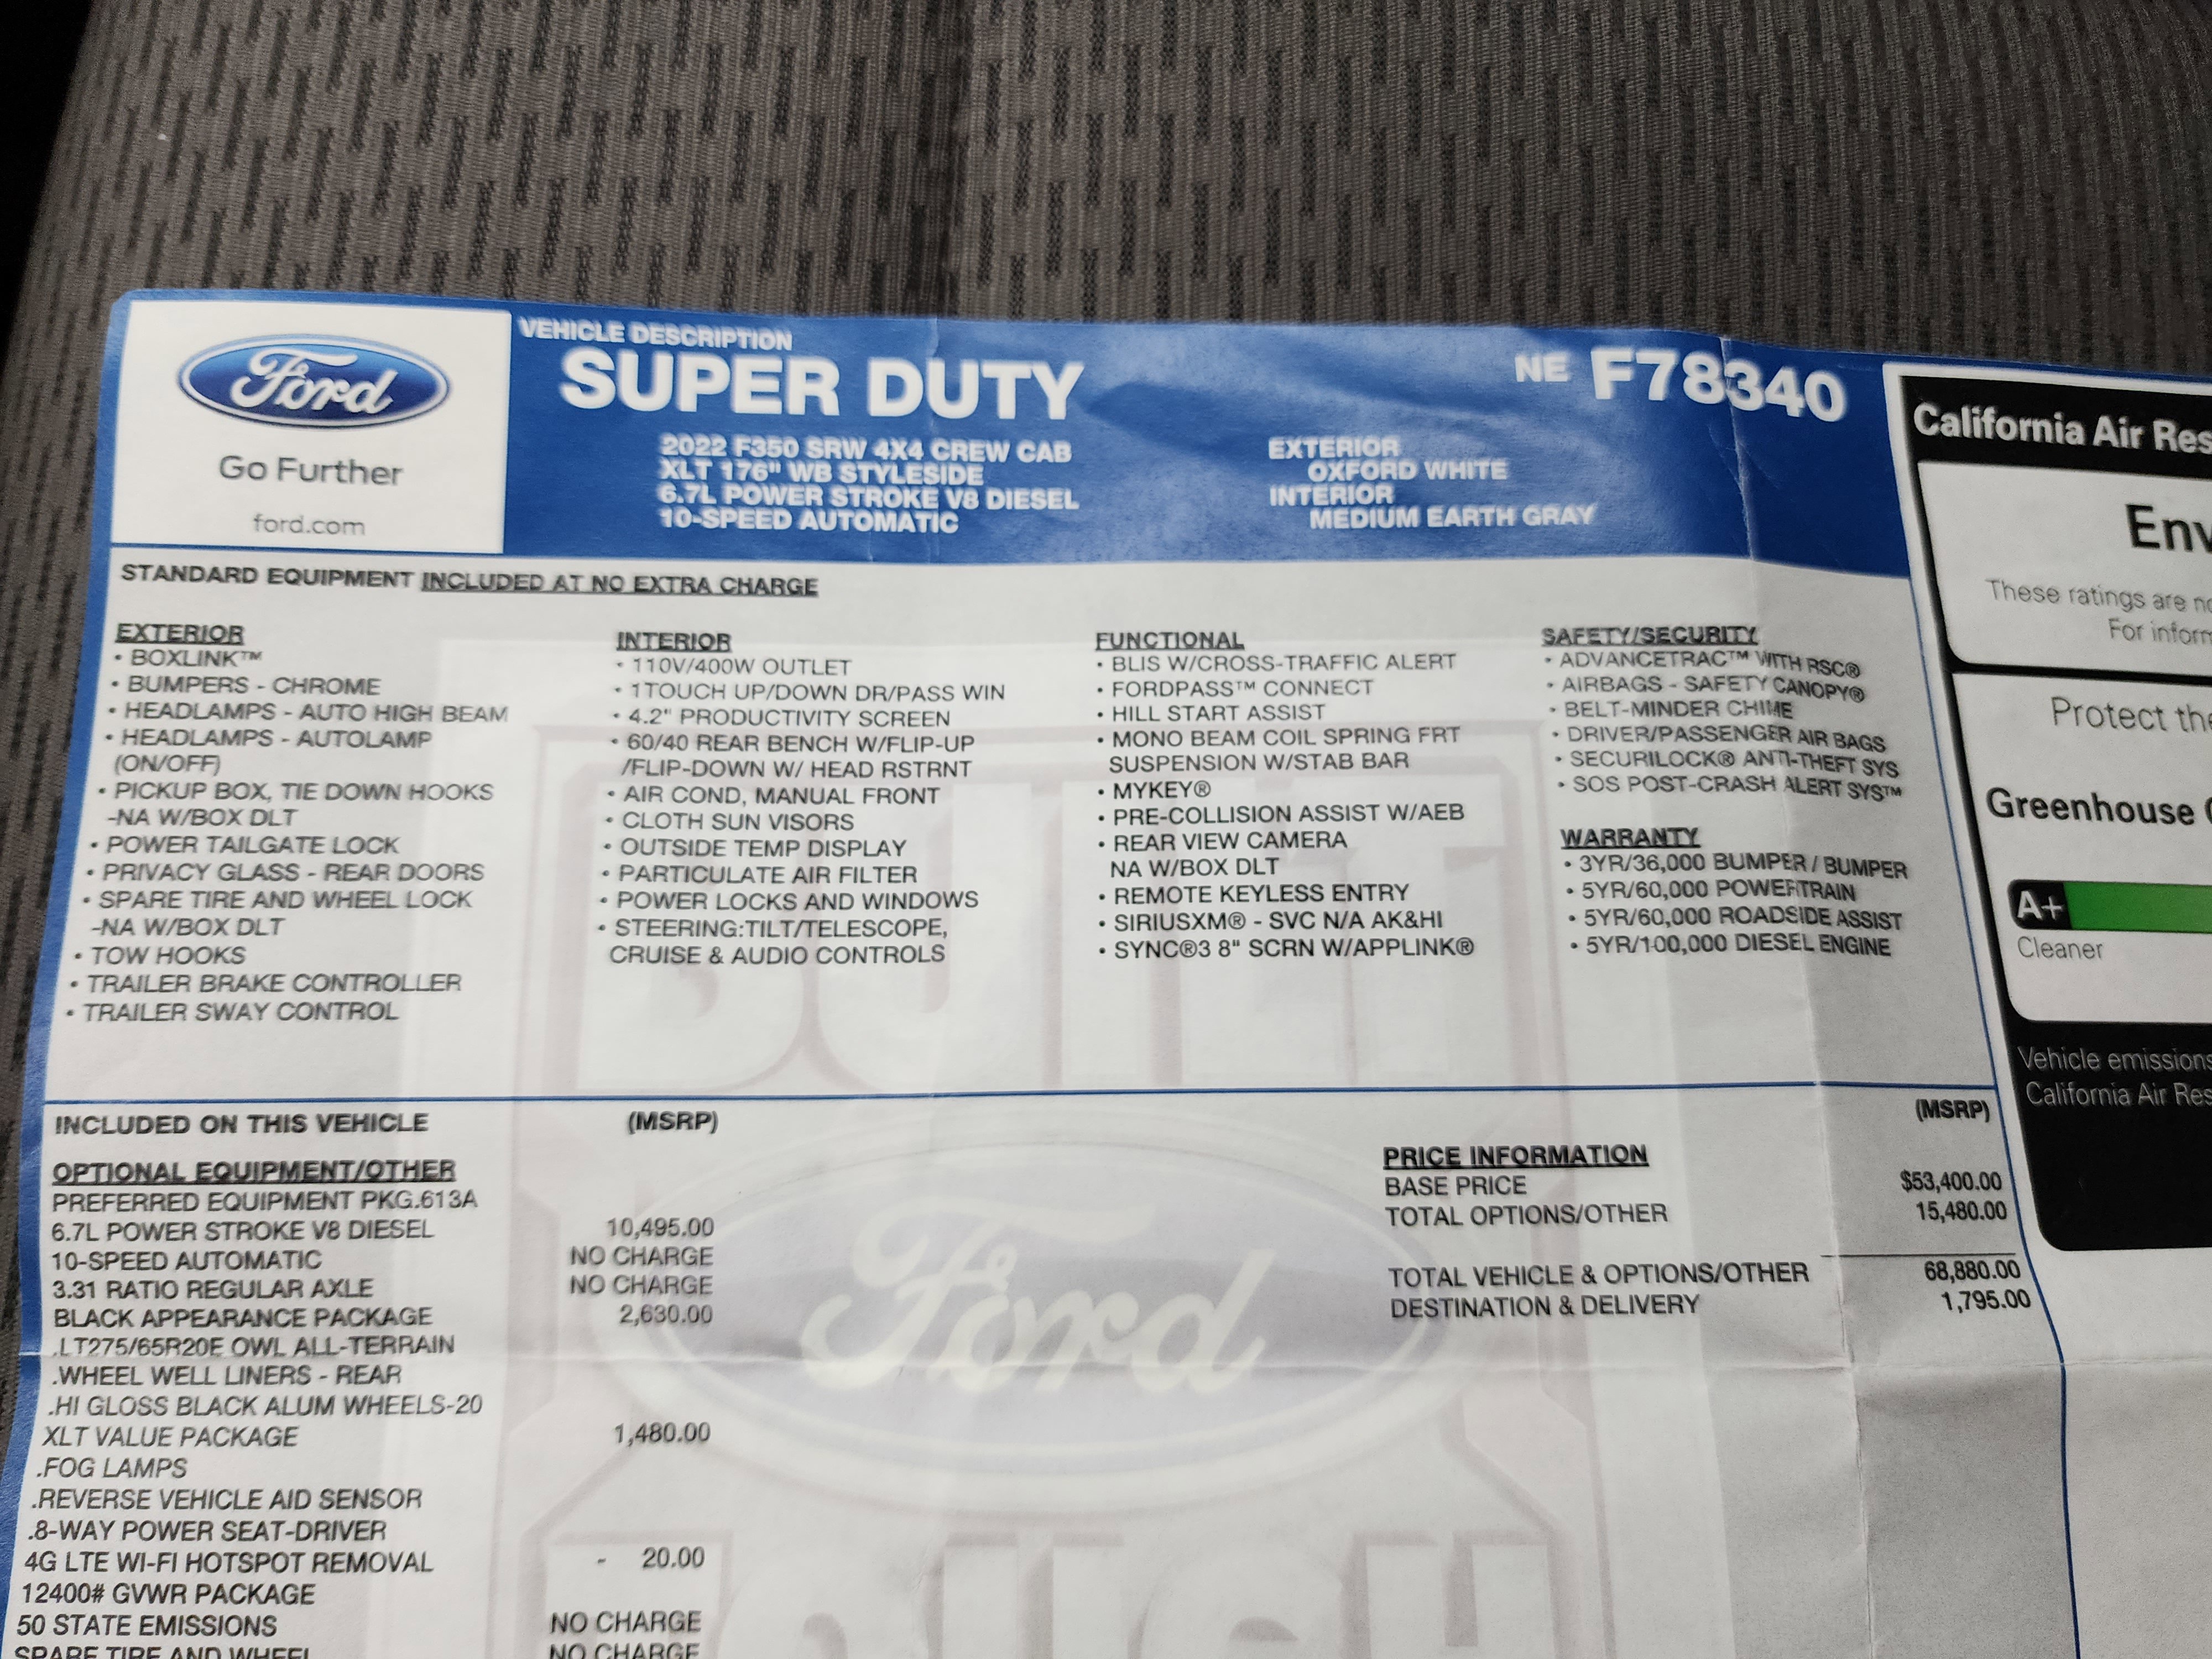 Ford
Go Further
ford.com
VEHICLE DESCRIPTION
SUPER DUTY
2022 F350 SRW 4X4 CREW CAB
XLT 176" WB STYLESIDE
6.7L POWER STROKE V8 DIESEL
10-SPEED AUTOMATIC
NE F78340
EXTERIOR
OXFORD WHITE
INTERIOR
MEDIUM EARTH GRAY
STANDARD EQUIPMENT INCLUDED AT NO EXTRA CHARGE
EXTERIOR
• BOXLINK™
• BUMPERS - CHROME
• HEADLAMPS - AUTO HIGH BEAM
• HEADLAMPS - AUTOLAMP
(ON/OFF)
• PICKUP BOX, TIE DOWN HOOKS
-NA W/BOX DLT
• POWER TAILGATE LOCK
• PRIVACY GLASS - REAR DOORS
• SPARE TIRE AND WHEEL LOCK
-NA W/BOX DLT
• TOW HOOKS
• TRAILER BRAKE CONTROLLER
• TRAILER SWAY CONTROL
INTERIOR
• 110V/400W OUTLET
• 1TOUCH UP/DOWN DR/PASS WIN
• 4.2" PRODUCTIVITY SCREEN
• 60/40 REAR BENCH W/FLIP-UP
/FLIP-DOWN W/ HEAD RSTRNT
• AIR COND, MANUAL FRONT
• CLOTH SUN VISORS
• OUTSIDE TEMP DISPLAY
• PARTICULATE AIR FILTER
• POWER LOCKS AND WINDOWS
• STEERING:TILT/TELESCOPE,
CRUISE & AUDIO CONTROLS
FUNCTIONAL
• BLIS W/CROSS-TRAFFIC ALERT
• FORDPASS™ CONNECT
• HILL START ASSIST
• MONO BEAM COIL SPRING FRT
SUSPENSION W/STAB BAR
• MYKEY®
• PRE-COLLISION ASSIST W/AEB
• REAR VIEW CAMERA
NA W/BOX DLT
• REMOTE KEYLESS ENTRY
• SIRIUSXM® - SVC N/A AK&HI
• SYNC®3 8" SCRN W/APPLINK®
SAFETY/SECURITY
• ADVANCETRAC™ WITH RSC®
• AIRBAGS - SAFETY CANOPY®
• BELT-MINDER CHIME
• DRIVER/PASSENGER AIR BAGS
• SECURILOCK® ANTI-THEFT SYS
• SOS POST-CRASH ALERT SYS™
WARRANTY
• 3YR/36,000 BUMPER / BUMPER
• 5YR/60,000 POWERTRAIN
• 5YR/60,000 ROADSIDE ASSIST
• 5YR/100,000 DIESEL ENGINE
INCLUDED ON THIS VEHICLE (MSRP)
OPTIONAL EQUIPMENT/OTHER
PREFERRED EQUIPMENT PKG.613A
6.7L POWER STROKE V8 DIESEL 10,495.00
10-SPEED AUTOMATIC NO CHARGE
3.31 RATIO REGULAR AXLE NO CHARGE
BLACK APPEARANCE PACKAGE 2,630.00
.LT275/65R20E OWL ALL-TERRAIN
.WHEEL WELL LINERS - REAR
.HI GLOSS BLACK ALUM WHEELS-20
XLT VALUE PACKAGE 1,480.00
.FOG LAMPS
.REVERSE VEHICLE AID SENSOR
.8-WAY POWER SEAT-DRIVER
4G LTE WI-FI HOTSPOT REMOVAL - 20.00
12400# GVWR PACKAGE
50 STATE EMISSIONS NO CHARGE
SPARE TIRE AND WHEEL NO CHARGE
(MSRP)
PRICE INFORMATION
BASE PRICE $53,400.00
TOTAL OPTIONS/OTHER 15,480.00
TOTAL VEHICLE & OPTIONS/OTHER 68,880.00
DESTINATION & DELIVERY 1,795.00
BUILT
Ford
TOUGH
California Air Res
Env
These ratings are no
For inform
Protect the
Greenhouse
A+
Cleaner
Vehicle emissions
California Air Res